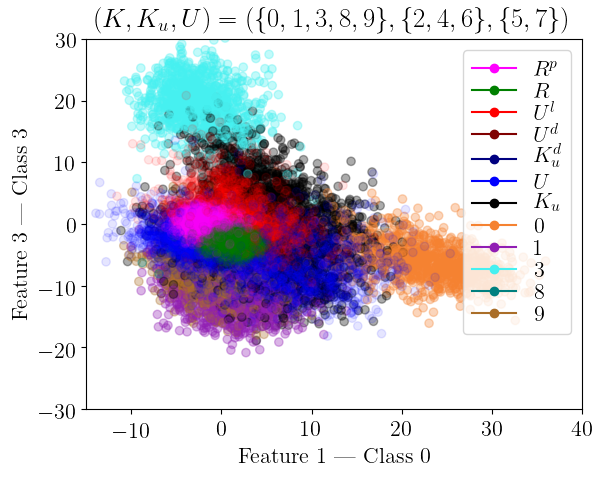 (K, K_u, U) = ({0, 1, 3, 8, 9}, {2, 4, 6}, {5, 7})
30
20
10
0
−10
−20
−30
Feature 3 — Class 3
−10
0
10
20
30
40
Feature 1 — Class 0
R^p
R
U^l
U^d
K_u^d
U
K_u
0
1
3
8
9